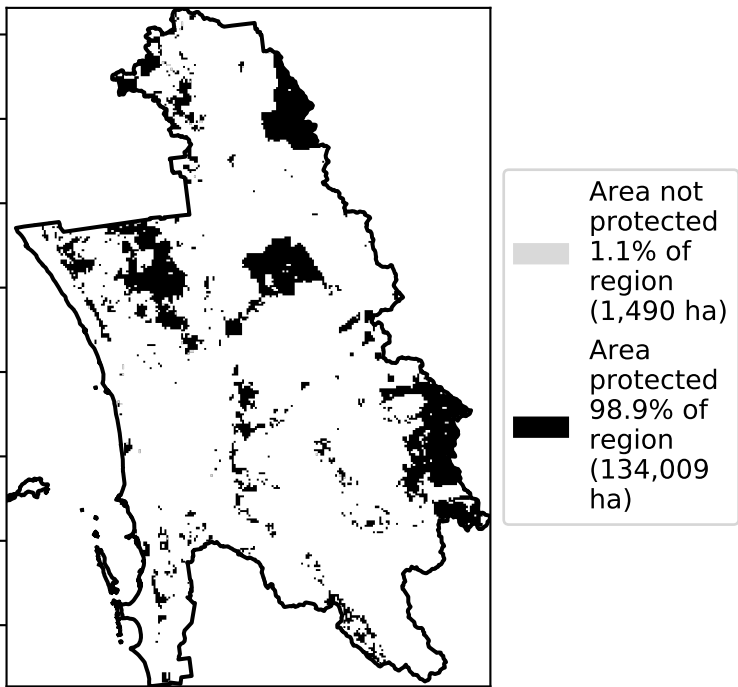 Area not
protected
1.1% of
region
(1,490 ha)
Area
protected
98.9% of
region
(134,009
ha)